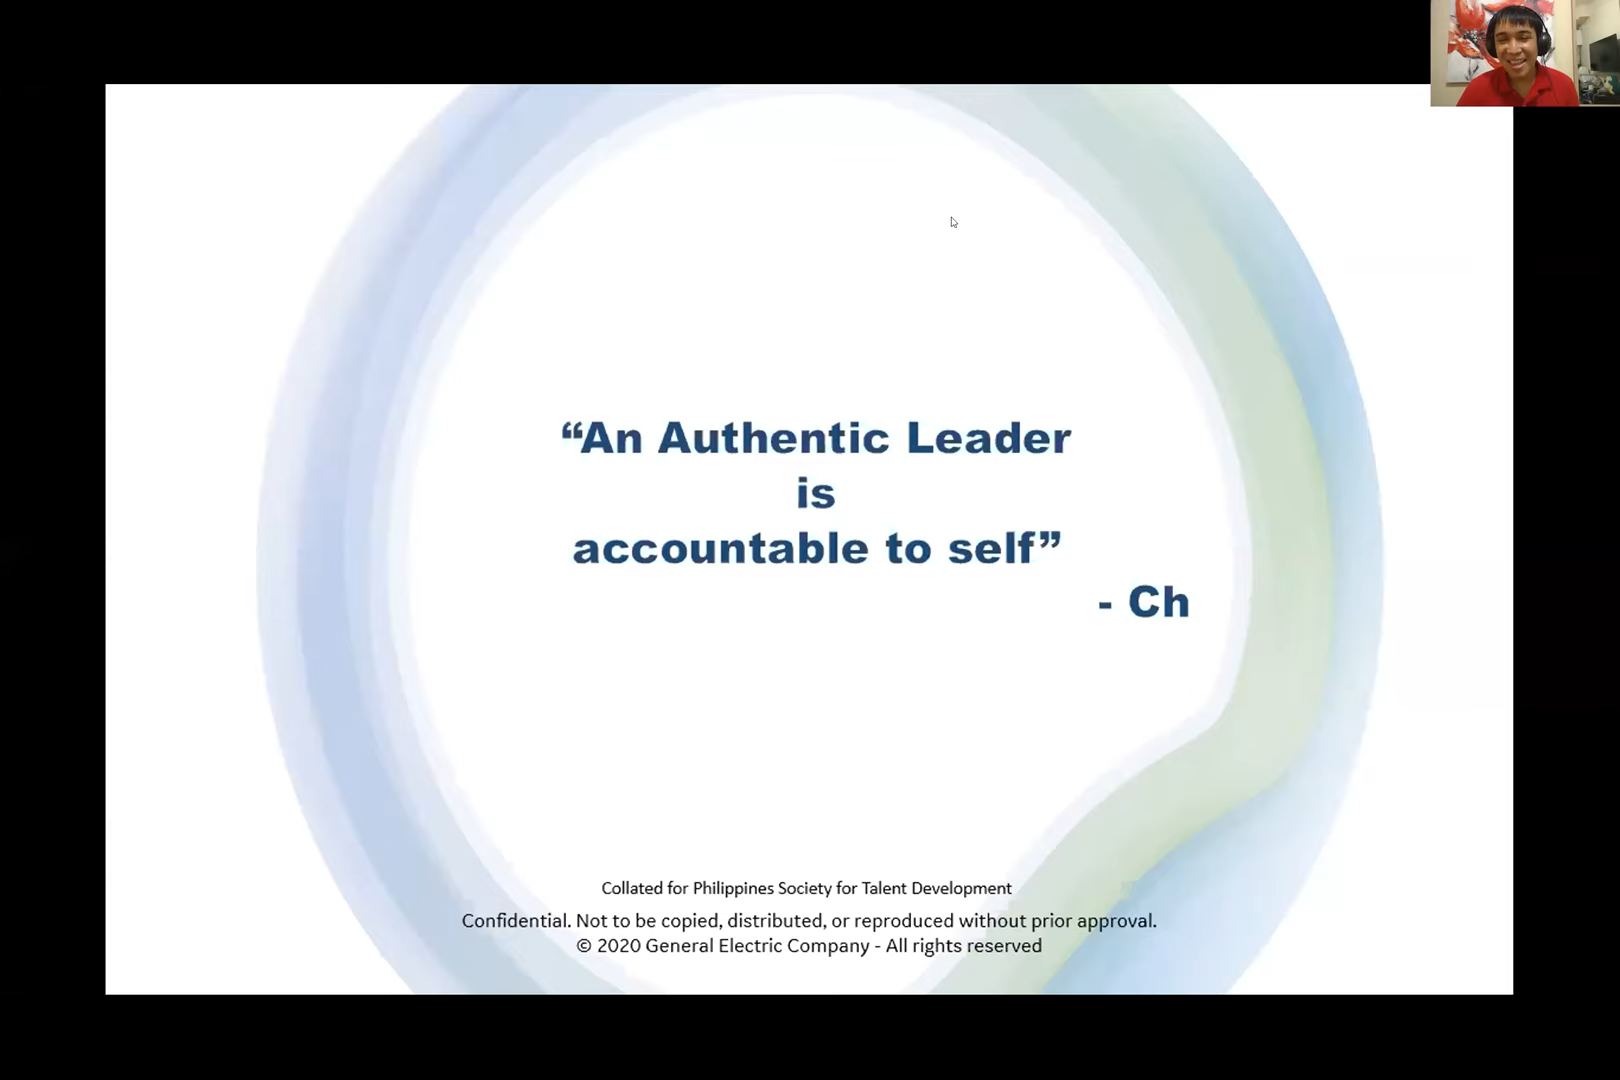 “An Authentic Leader
is
accountable to self”
- Ch
Collated for Philippines Society for Talent Development
Confidential. Not to be copied, distributed, or reproduced without prior approval.
© 2020 General Electric Company - All rights reserved